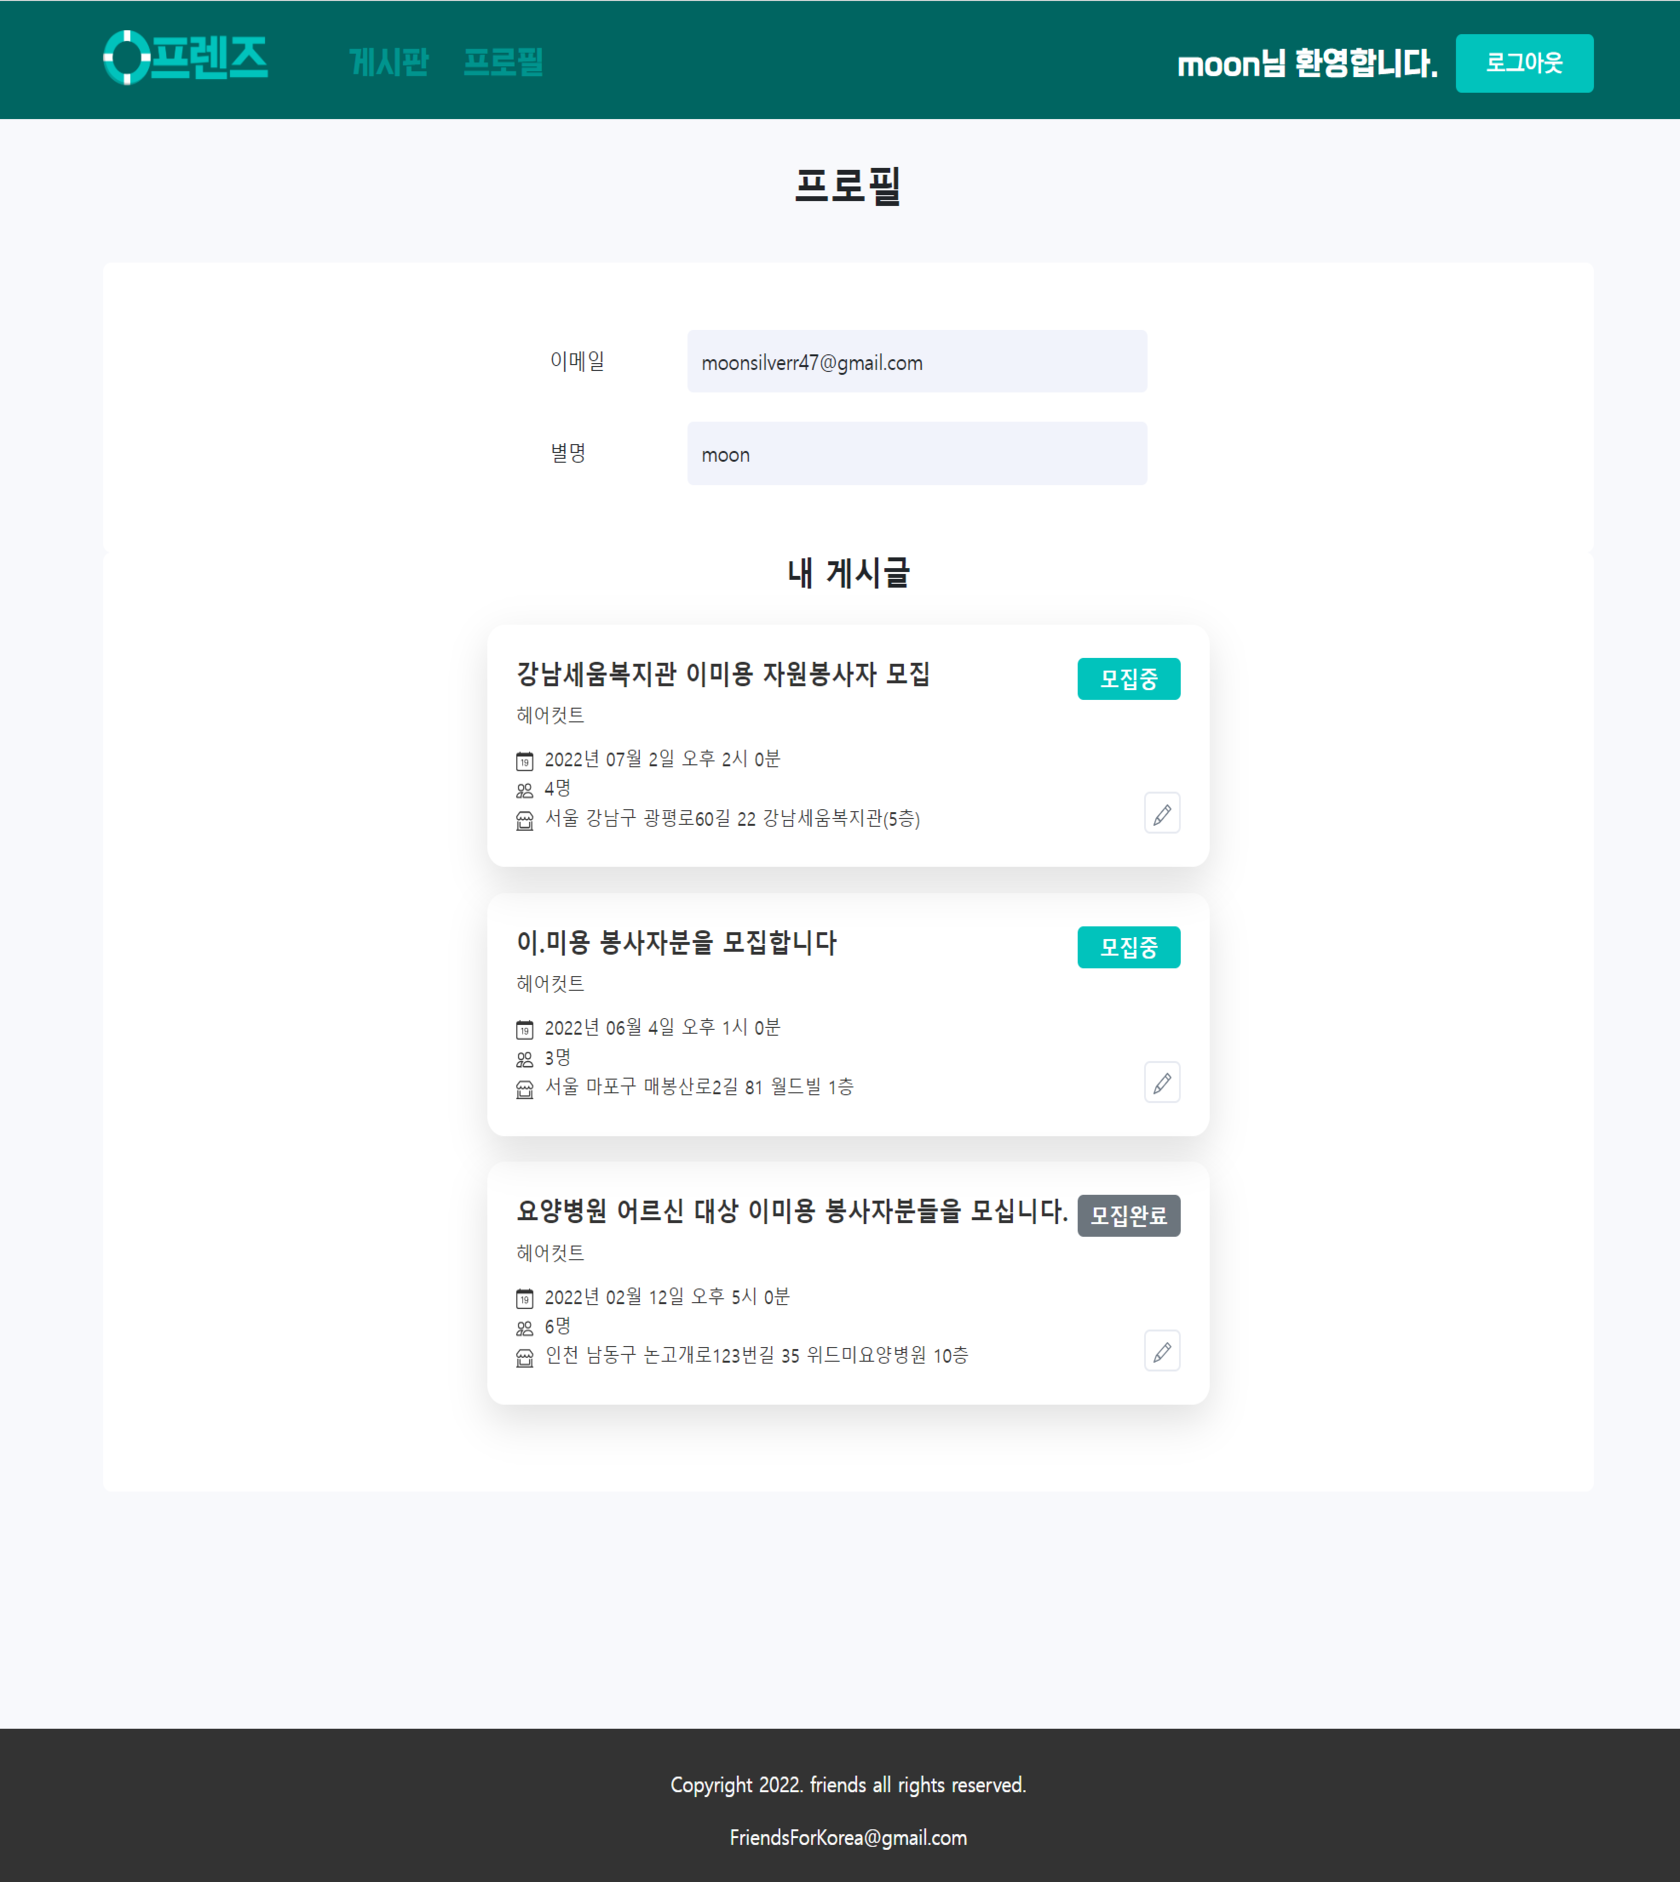 프렌즈 게시판 프로필 moon님 환영합니다. 로그아웃
프로필
이메일 moonsilverr47@gmail.com
별명 moon
내 게시글
강남세움복지관 이미용 자원봉사자 모집 모집중
헤어컷트
19 2022년 07월 2일 오후 2시 0분
4명
서울 강남구 광평로60길 22 강남세움복지관(5층)
이.미용 봉사자분을 모집합니다 모집중
헤어컷트
19 2022년 06월 4일 오후 1시 0분
3명
서울 마포구 매봉산로2길 81 월드빌 1층
요양병원 어르신 대상 이미용 봉사자분들을 모십니다. 모집완료
헤어컷트
19 2022년 02월 12일 오후 5시 0분
6명
인천 남동구 논고개로123번길 35 위드미요양병원 10층
Copyright 2022. friends all rights reserved.
FriendsForKorea@gmail.com